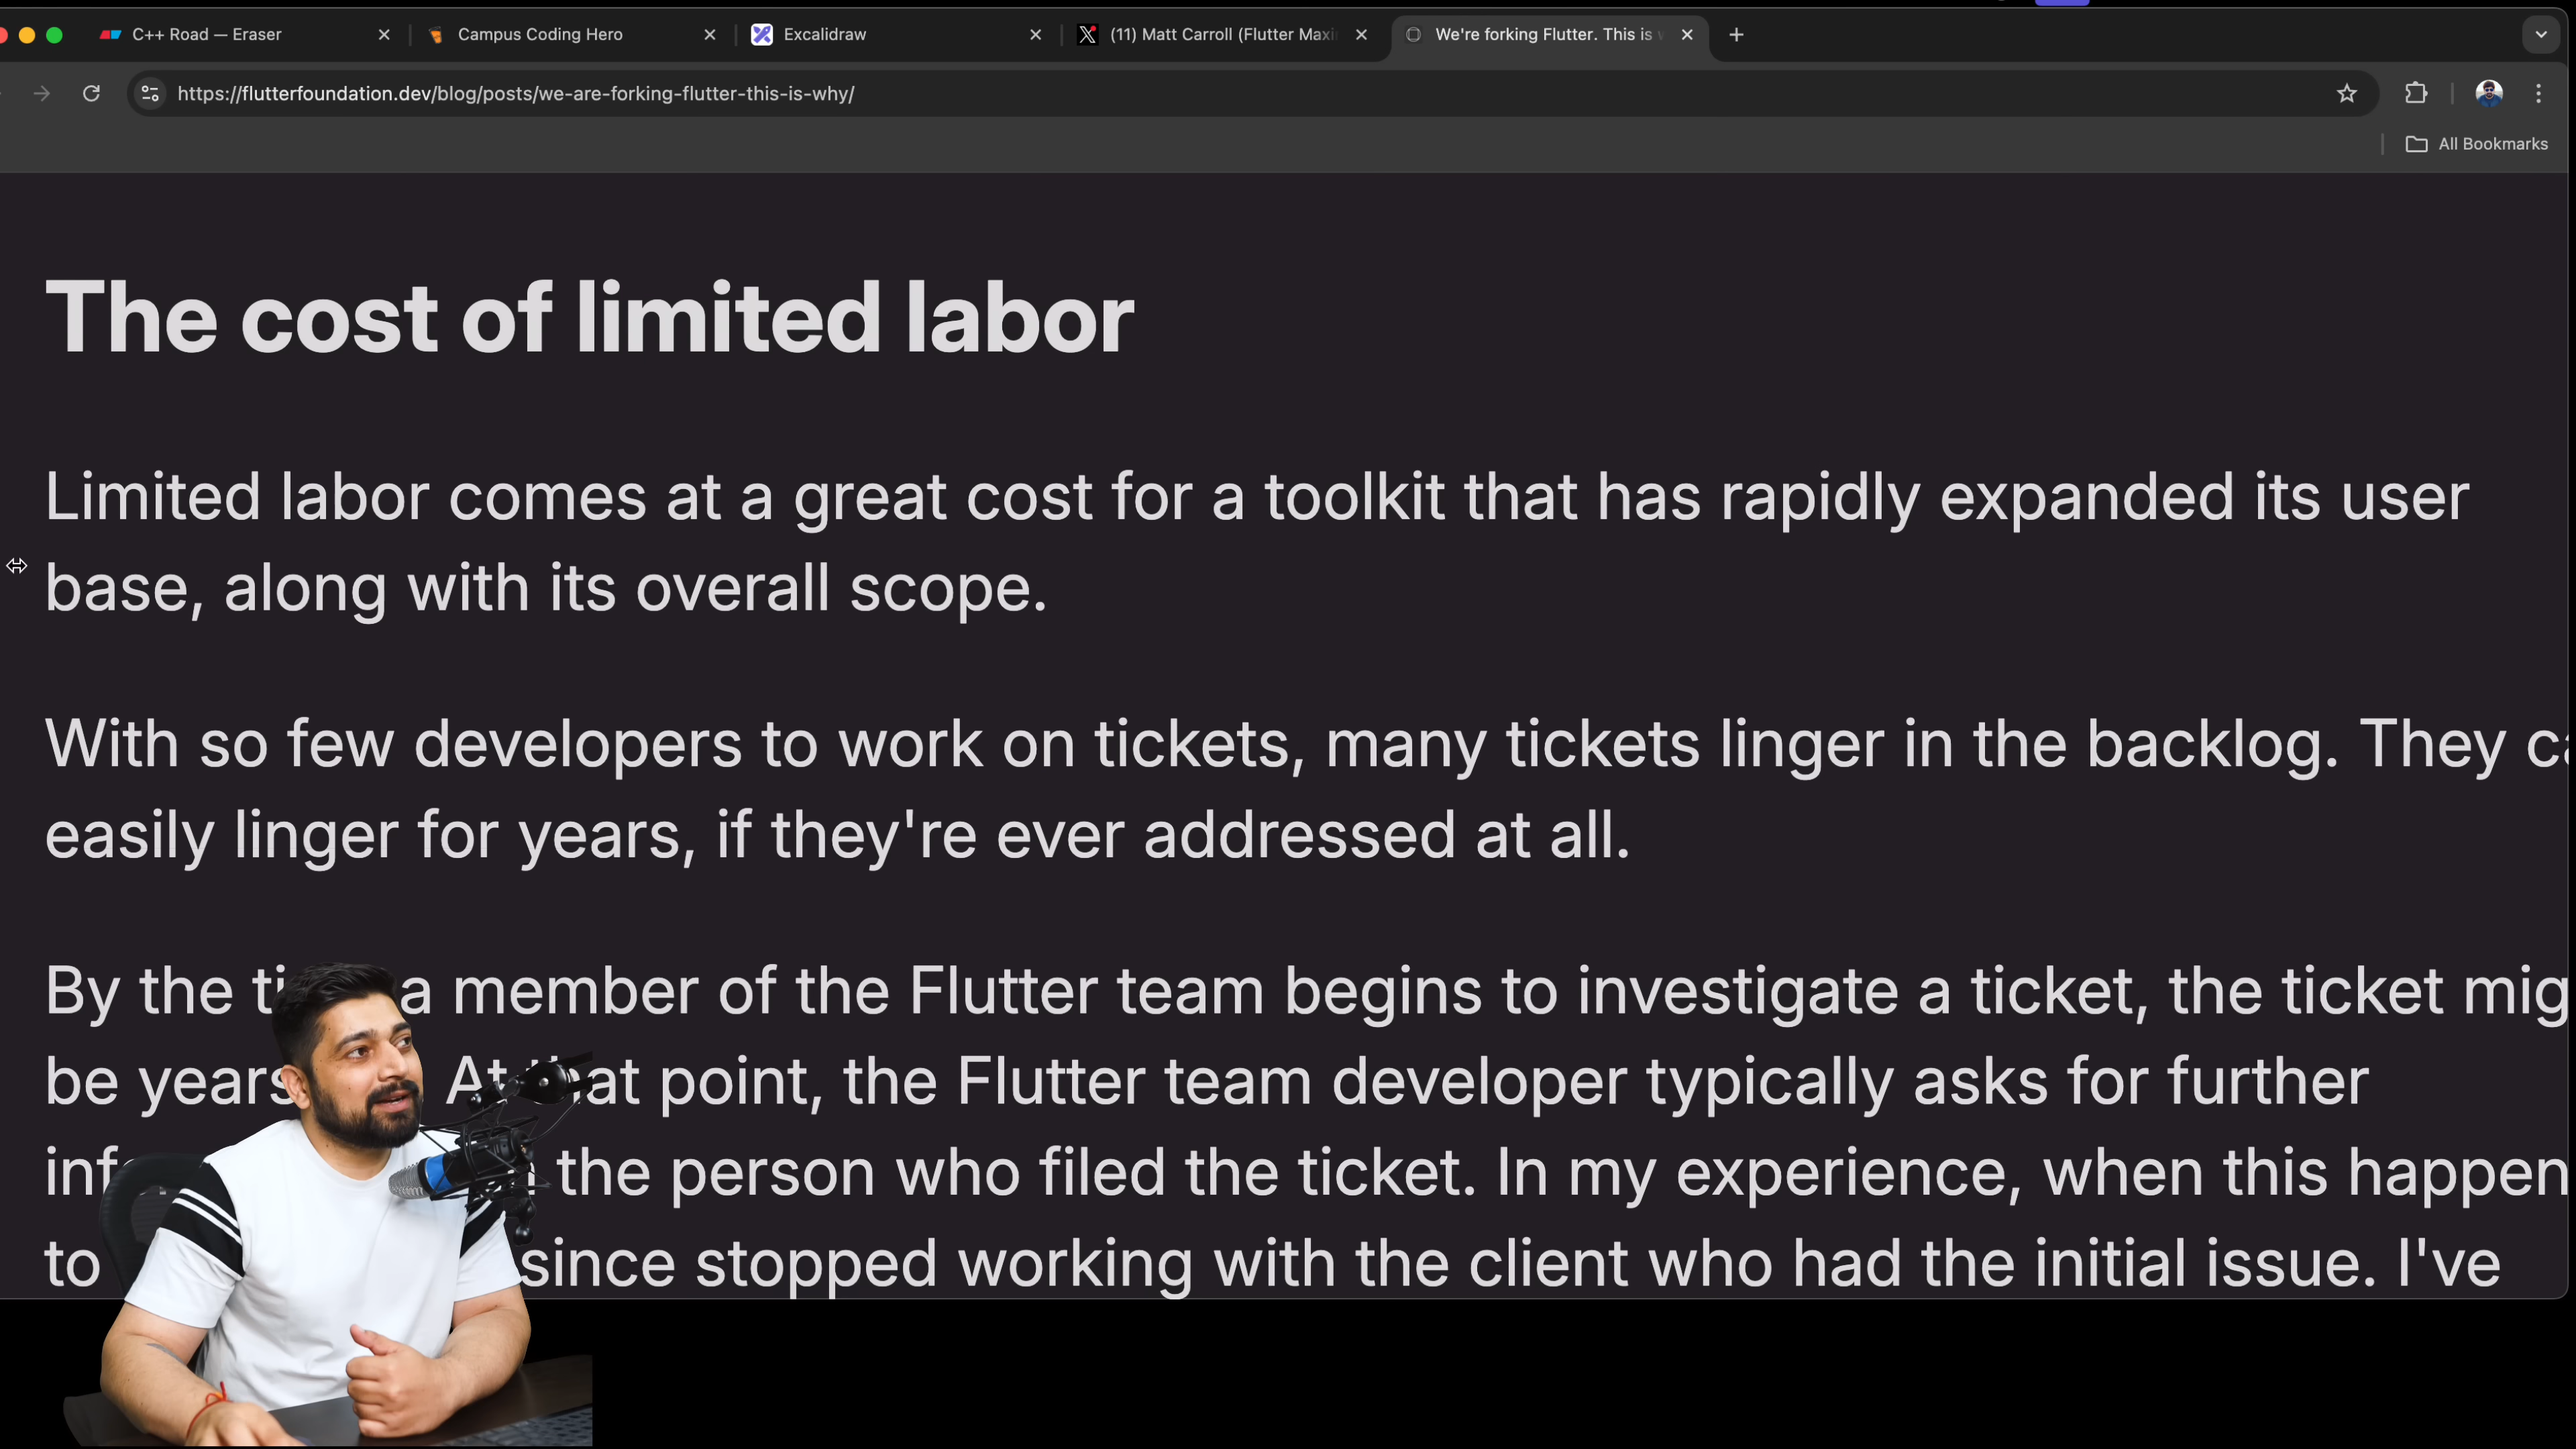 C++ Road — Eraser
Campus Coding Hero
Excalidraw
(11) Matt Carroll (Flutter Maxi
We're forking Flutter. This is
https://flutterfoundation.dev/blog/posts/we-are-forking-flutter-this-is-why/
All Bookmarks
The cost of limited labor
Limited labor comes at a great cost for a toolkit that has rapidly expanded its user
base, along with its overall scope.
With so few developers to work on tickets, many tickets linger in the backlog. They
easily linger for years, if they're ever addressed at all.
By the a member of the Flutter team begins to investigate a ticket, the ticket mig
be years At that point, the Flutter team developer typically asks for further
the person who filed the ticket. In my experience, when this happen
to since stopped working with the client who had the initial issue. I've